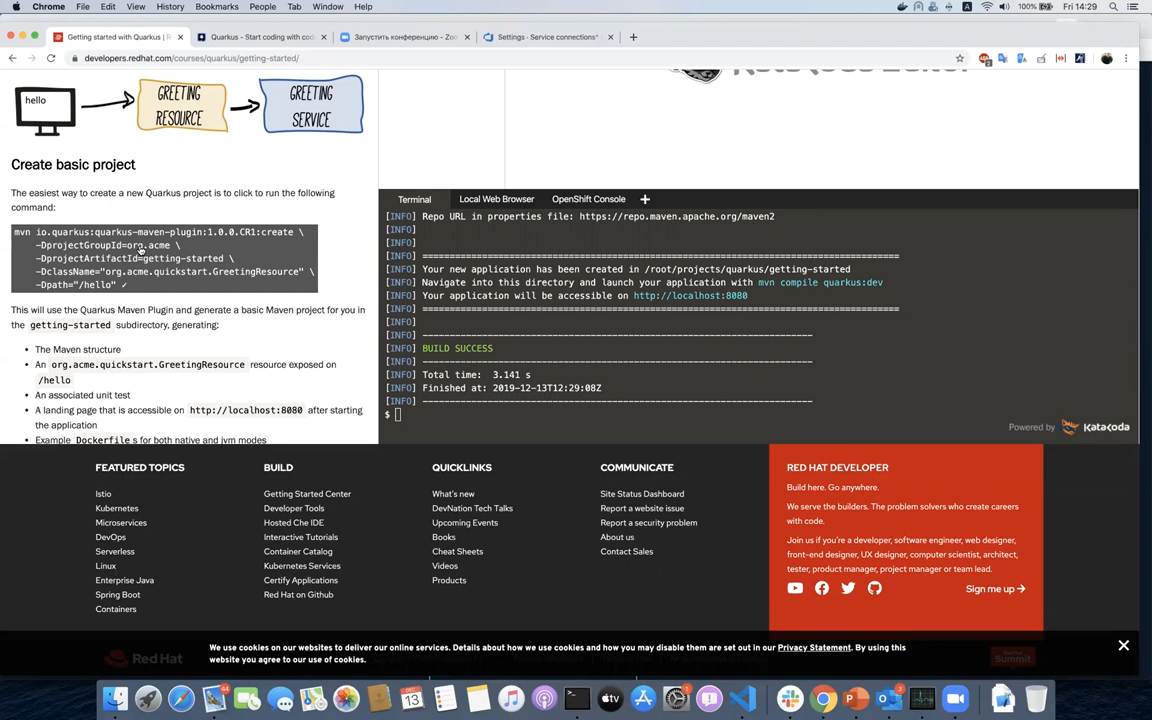 Chrome File Edit View History Bookmarks People Tab Window Help
100% Fri 14:29
Getting started with Quarkus | R
Quarkus - Start coding with cod
Запустить конференцию - Zoo
Settings · Service connections
developers.redhat.com/courses/quarkus/getting-started/
hello
GREETING RESOURCE
GREETING SERVICE
Create basic project
The easiest way to create a new Quarkus project is to click to run the following
command:
mvn io.quarkus:quarkus-maven-plugin:1.0.0.CR1:create \
-DprojectGroupId=org.acme \
-DprojectArtifactId=getting-started \
-DclassName="org.acme.quickstart.GreetingResource" \
-Dpath="/hello" ✓
This will use the Quarkus Maven Plugin and generate a basic Maven project for you in
the getting-started subdirectory, generating:
• The Maven structure
• An org.acme.quickstart.GreetingResource resource exposed on
/hello
• An associated unit test
• A landing page that is accessible on http://localhost:8080 after starting
the application
• Example Dockerfile s for both native and jvm modes
Terminal Local Web Browser OpenShift Console +
[INFO] Repo URL in properties file: https://repo.maven.apache.org/maven2
[INFO]
[INFO]
[INFO] ========================================================================
[INFO] Your new application has been created in /root/projects/quarkus/getting-started
[INFO] Navigate into this directory and launch your application with mvn compile quarkus:dev
[INFO] Your application will be accessible on http://localhost:8080
[INFO] ========================================================================
[INFO]
[INFO] ------------------------------------------------------------------------
[INFO] BUILD SUCCESS
[INFO] ------------------------------------------------------------------------
[INFO] Total time: 3.141 s
[INFO] Finished at: 2019-12-13T12:29:08Z
[INFO] ------------------------------------------------------------------------
$
Powered by KataKoda
FEATURED TOPICS
Istio
Kubernetes
Microservices
DevOps
Serverless
Linux
Enterprise Java
Spring Boot
Containers
BUILD
Getting Started Center
Developer Tools
Hosted Che IDE
Interactive Tutorials
Container Catalog
Kubernetes Services
Certify Applications
Red Hat on Github
QUICKLINKS
What's new
DevNation Tech Talks
Upcoming Events
Books
Cheat Sheets
Videos
Products
COMMUNICATE
Site Status Dashboard
Report a website issue
Report a security problem
About us
Contact Sales
RED HAT DEVELOPER
Build here. Go anywhere.
We serve the builders. The problem solvers who create careers
with code.
Join us if you're a developer, software engineer, web designer,
front-end designer, UX designer, computer scientist, architect,
tester, product manager, project manager or team lead.
Sign me up →
Red Hat
We use cookies on our websites to deliver our online services. Details about how we use cookies and how you may disable them are set out in our Privacy Statement. By using this
website you agree to our use of cookies.
Red Hat
Summit